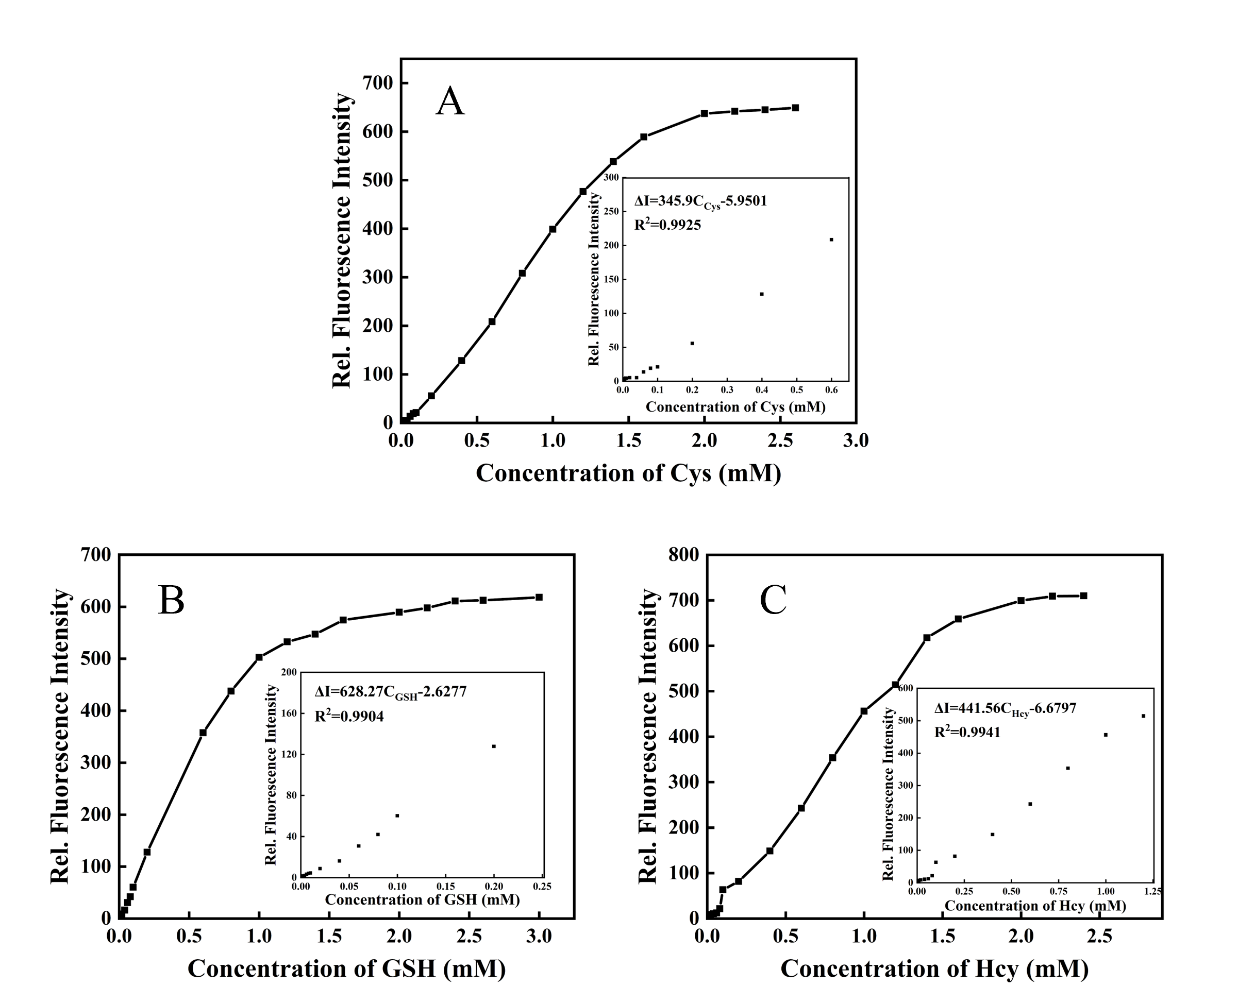 A
Rel. Fluorescence Intensity
700
600
500
400
300
200
100
0
0.0 0.5 1.0 1.5 2.0 2.5 3.0
Concentration of Cys (mM)
ΔI=345.9C_Cys-5.9501
R²=0.9925
Rel. Fluorescence Intensity
300
250
200
150
100
50
0
0.0 0.1 0.2 0.3 0.4 0.5 0.6
Concentration of Cys (mM)
B
Rel. Fluorescence Intensity
700
600
500
400
300
200
100
0
0.0 0.5 1.0 1.5 2.0 2.5 3.0
Concentration of GSH (mM)
ΔI=628.27C_GSH-2.6277
R²=0.9904
Rel. Fluorescence Intensity
200
160
120
80
40
0
0.00 0.05 0.10 0.20 0.25
Concentration of GSH (mM)
C
Rel. Fluorescence Intensity
800
700
600
500
400
300
200
100
0
0.0 0.5 1.0 1.5 2.0 2.5
Concentration of Hcy (mM)
ΔI=441.56C_Hcy-6.6797
R²=0.9941
Rel. Fluorescence Intensity
600
500
400
300
200
100
0
0.00 0.25 0.50 0.75 1.00 1.25
Concentration of Hcy (mM)